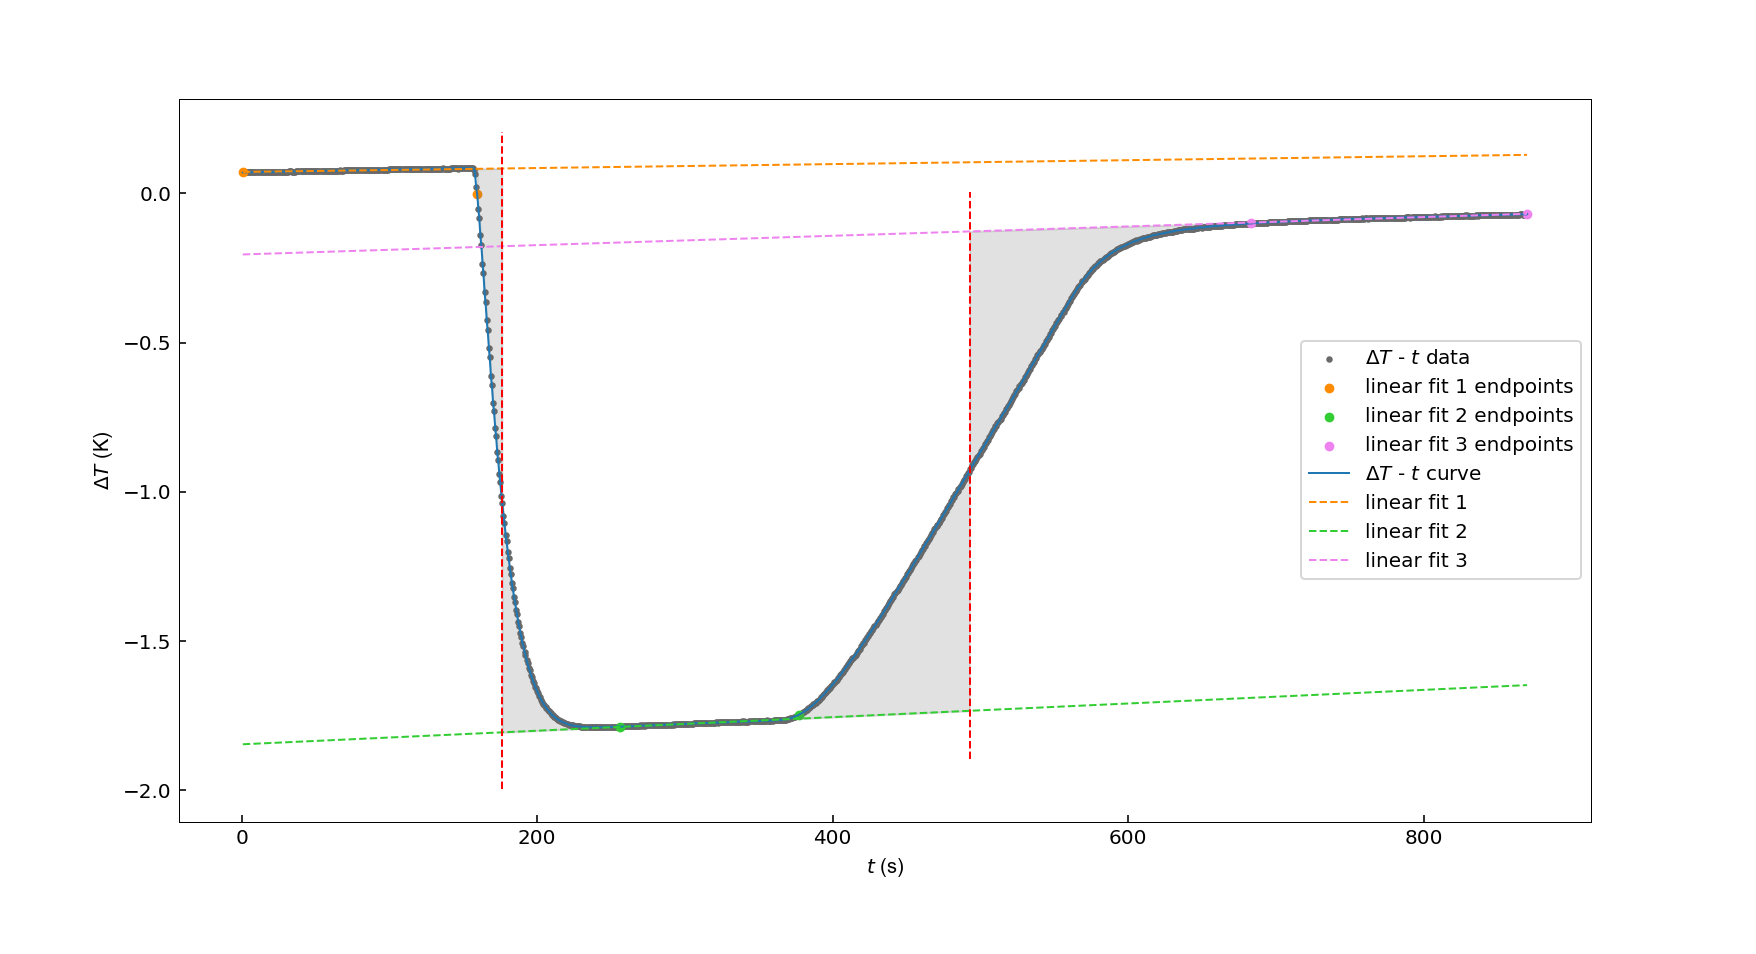 0.0
−0.5
−1.0
−1.5
−2.0
ΔT (K)
0 200 400 600 800
t (s)
ΔT - t data
linear fit 1 endpoints
linear fit 2 endpoints
linear fit 3 endpoints
ΔT - t curve
linear fit 1
linear fit 2
linear fit 3